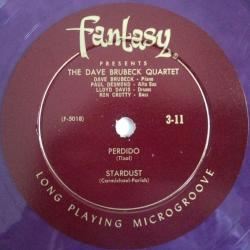 Fantasy®
PRESENTS
THE DAVE BRUBECK QUARTET
DAVE BRUBECK - Piano
PAUL DESMOND - Alto Sax
LLOYD DAVIS - Drums
RON CROTTY - Bass
(F-5018)
3-11
PERDIDO
(Tizol)
STARDUST
(Carmichael-Parish)
LONG PLAYING MICROGROOVE